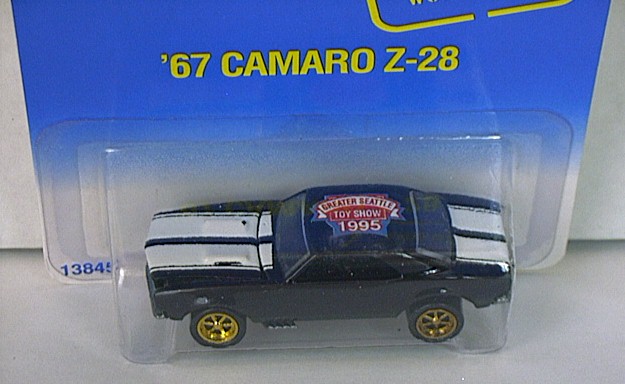 '67 CAMARO Z-28
GREATER SEATTLE
TOY SHOW
1995
13845